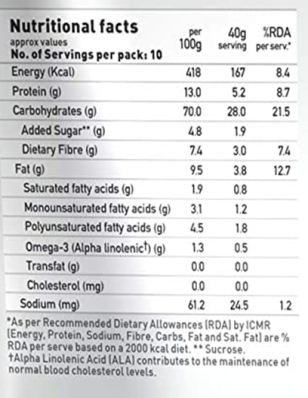 Nutritional facts per 40g %RDA
approx values 100g serving per serv.*
No. of Servings per pack: 10
Energy (Kcal) 418 167 8.4
Protein (g) 13.0 5.2 8.7
Carbohydrates (g) 70.0 28.0 21.5
Added Sugar** (g) 4.8 1.9
Dietary Fibre (g) 7.4 3.0 7.4
Fat (g) 9.5 3.8 12.7
Saturated fatty acids (g) 1.9 0.8
Monounsaturated fatty acids (g) 3.1 1.2
Polyunsaturated fatty acids (g) 4.5 1.8
Omega-3 (Alpha linolenic†) (g) 1.3 0.5
Transfat (g) 0.0 0.0
Cholesterol (mg) 0.0 0.0
Sodium (mg) 61.2 24.5 1.2
*As per Recommended Dietary Allowances (RDA) by ICMR
(Energy, Protein, Sodium, Fibre, Carbs, Fat and Sat. Fat) are %
RDA per serve based on a 2000 kcal diet. ** Sucrose.
†Alpha Linolenic Acid (ALA) contributes to the maintenance of
normal blood cholesterol levels.